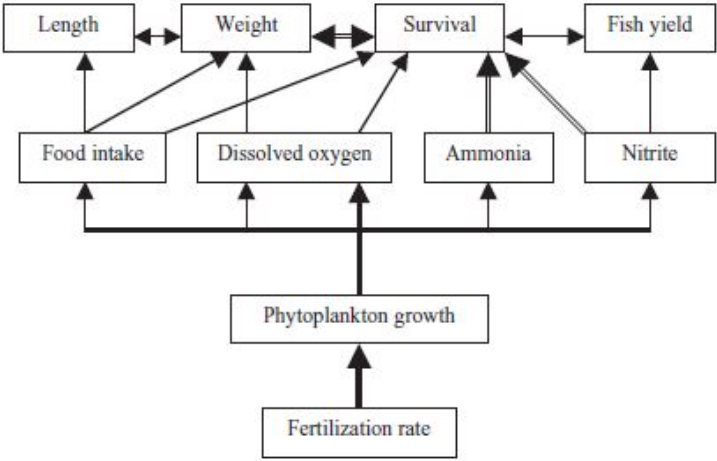 Length
Weight
Survival
Fish yield
Food intake
Dissolved oxygen
Ammonia
Nitrite
Phytoplankton growth
Fertilization rate